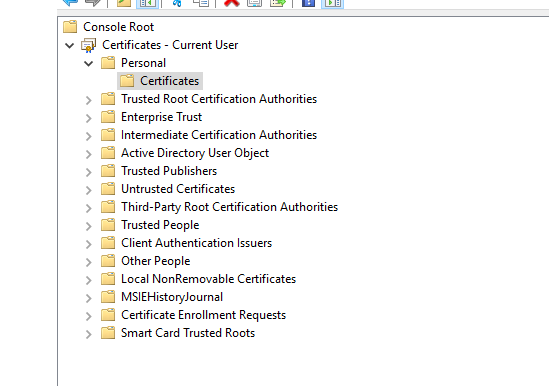 Console Root
Certificates - Current User
Personal
Certificates
Trusted Root Certification Authorities
Enterprise Trust
Intermediate Certification Authorities
Active Directory User Object
Trusted Publishers
Untrusted Certificates
Third-Party Root Certification Authorities
Trusted People
Client Authentication Issuers
Other People
Local NonRemovable Certificates
MSIEHistoryJournal
Certificate Enrollment Requests
Smart Card Trusted Roots